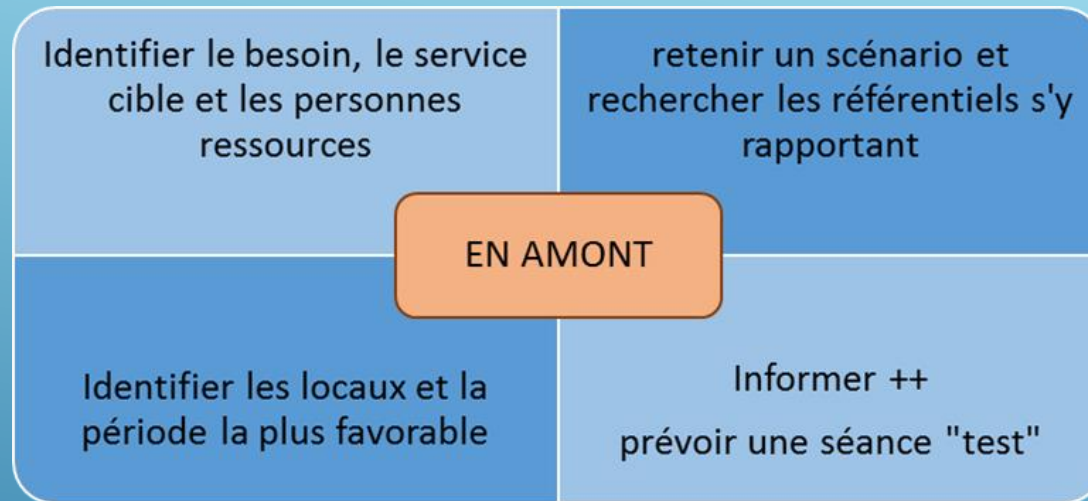 Identifier le besoin, le service
cible et les personnes
ressources
retenir un scénario et
rechercher les référentiels s'y
rapportant
EN AMONT
Identifier les locaux et la
période la plus favorable
Informer ++
prévoir une séance "test"